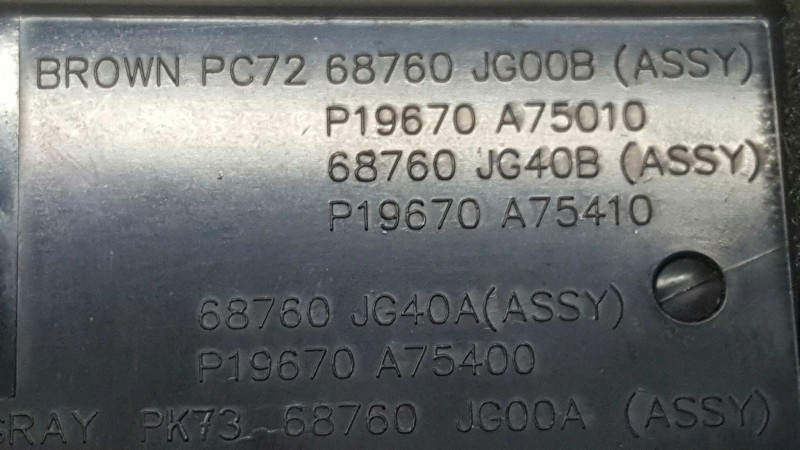 BROWN PC72 68760 JG00B (ASSY)
P19670 A75010
68760 JG40B (ASSY)
P19670 A75410
68760 JG40A(ASSY)
P19670 A75400
GRAY PK73 68760 JG00A (ASSY)